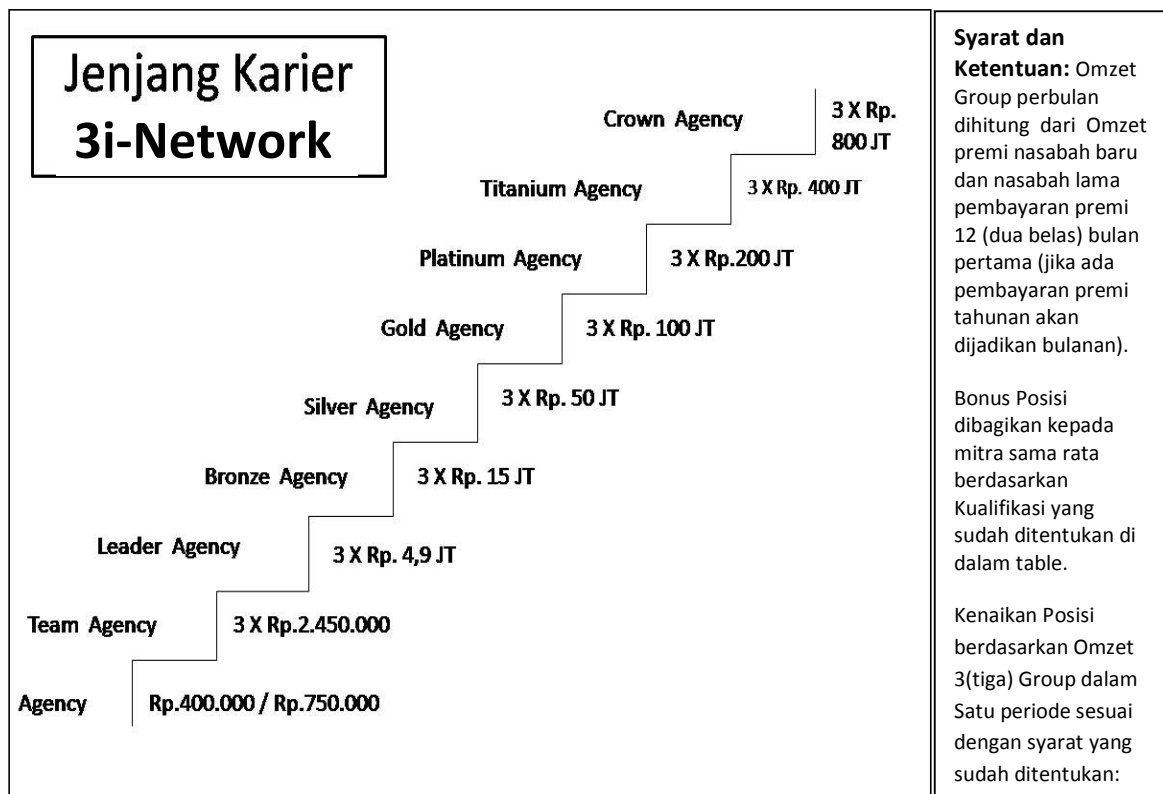 Jenjang Karier
3i-Network
Crown Agency
3 X Rp.
800 JT
Titanium Agency
3 X Rp. 400 JT
Platinum Agency
3 X Rp.200 JT
Gold Agency
3 X Rp. 100 JT
Silver Agency
3 X Rp. 50 JT
Bronze Agency
3 X Rp. 15 JT
Leader Agency
3 X Rp. 4,9 JT
Team Agency
3 X Rp.2.450.000
Agency
Rp.400.000 / Rp.750.000
Syarat dan
Ketentuan: Omzet
Group perbulan
dihitung dari Omzet
premi nasabah baru
dan nasabah lama
pembayaran premi
12 (dua belas) bulan
pertama (jika ada
pembayaran premi
tahunan akan
dijadikan bulanan).
Bonus Posisi
dibagikan kepada
mitra sama rata
berdasarkan
Kualifikasi yang
sudah ditentukan di
dalam table.
Kenaikan Posisi
berdasarkan Omzet
3(tiga) Group dalam
Satu periode sesuai
dengan syarat yang
sudah ditentukan: